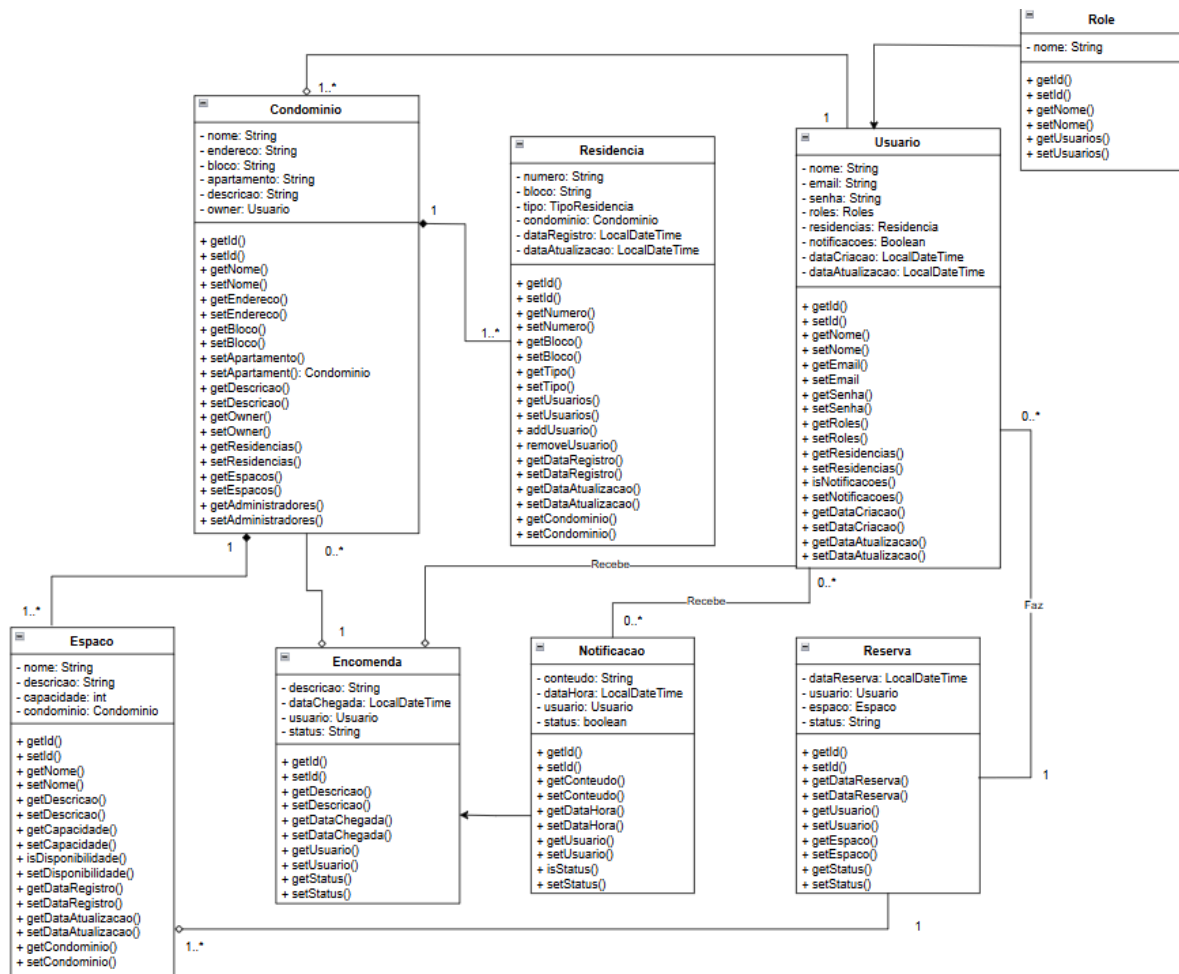 Role
- nome: String
+ getId()
+ setId()
+ getNome()
+ setNome()
+ getUsuarios()
+ setUsuarios()
1..*
1
Condominio
- nome: String
- endereco: String
- bloco: String
- apartamento: String
- descricao: String
- owner: Usuario
+ getId()
+ setId()
+ getNome()
+ setNome()
+ getEndereco()
+ setEndereco()
+ getBloco()
+ setBloco()
+ setApartamento()
+ setApartament(): Condominio
+ getDescricao()
+ setDescricao()
+ getOwner()
+ setOwner()
+ getResidencias()
+ setResidencias()
+ getEspacos()
+ setEspacos()
+ getAdministradores()
+ setAdministradores()
1
1..*
Residência
- numero: String
- bloco: String
- tipo: TipoResidencia
- condominio: Condominio
- dataRegistro: LocalDateTime
- dataAtualizacao: LocalDateTime
+ getId()
+ setId()
+ getNumero()
+ setNumero()
+ getBloco()
+ setBloco()
+ getTipo()
+ setTipo()
+ getUsuarios()
+ setUsuarios()
+ addUsuario()
+ removeUsuario()
+ getDataRegistro()
+ setDataRegistro()
+ getDataAtualizacao()
+ setDataAtualizacao()
+ getCondominio()
+ setCondominio()
Usuario
- nome: String
- email: String
- senha: String
- roles: Roles
- residencias: Residencia
- notificacoes: Boolean
- dataCriacao: LocalDateTime
- dataAtualizacao: LocalDateTime
+ getId()
+ setId()
+ getNome()
+ setNome()
+ getEmail()
+ setEmail
+ getSenha()
+ setSenha()
+ getRoles()
+ setRoles()
+ getResidencias()
+ setResidencias()
+ isNotificacoes()
+ setNotificacoes()
+ getDataCriacao()
+ setDataCriacao()
+ getDataAtualizacao()
+ setDataAtualizacao()
0..*
1
0..*
Recebe
0..*
Recebe
Faz
1..*
1
0..*
Espaco
- nome: String
- descricao: String
- capacidade: int
- condominio: Condominio
+ getId()
+ setId()
+ getNome()
+ setNome()
+ getDescricao()
+ setDescricao()
+ getCapacidade()
+ setCapacidade()
+ isDisponibilidade()
+ setDisponibilidade()
+ getDataRegistro()
+ setDataRegistro()
+ getDataAtualizacao()
+ setDataAtualizacao()
+ getCondominio()
+ setCondominio()
Encomenda
- descricao: String
- dataChegada: LocalDateTime
- usuario: Usuario
- status: String
+ getId()
+ setId()
+ getDescricao()
+ setDescricao()
+ getDataChegada()
+ setDataChegada()
+ getUsuario()
+ setUsuario()
+ getStatus()
+ setStatus()
Notificacao
- conteudo: String
- dataHora: LocalDateTime
- usuario: Usuario
- status: boolean
+ getId()
+ setId()
+ getConteudo()
+ setConteudo()
+ getDataHora()
+ setDataHora()
+ getUsuario()
+ setUsuario()
+ isStatus()
+ setStatus()
Reserva
- dataReserva: LocalDateTime
- usuario: Usuario
- espaco: Espaco
- status: String
+ getId()
+ setId()
+ getDataReserva()
+ setDataReserva()
+ getUsuario()
+ setUsuario()
+ getEspaco()
+ setEspaco()
+ getStatus()
+ setStatus()
1
1..*
1